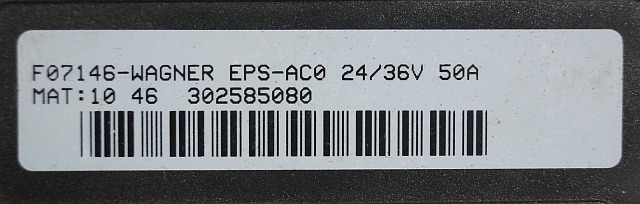 F07146-WAGNER EPS-AC0 24/36V 50A
MAT:10 46 302585080